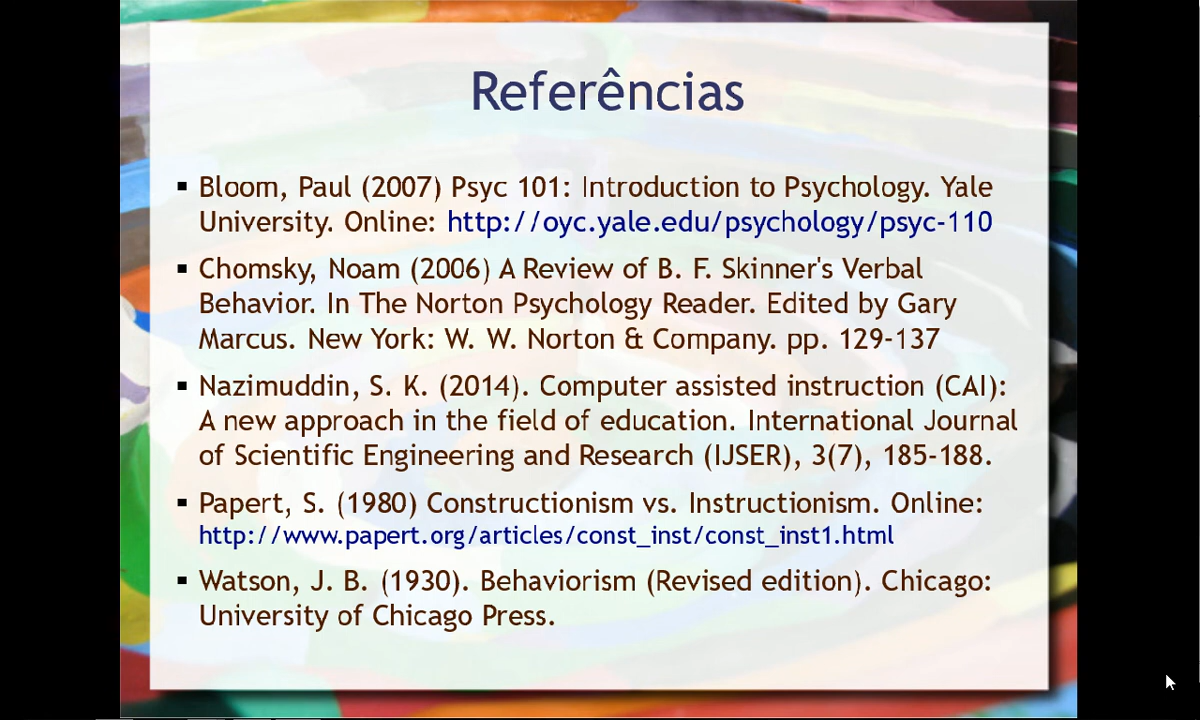 Referências
▪ Bloom, Paul (2007) Psyc 101: Introduction to Psychology. Yale
University. Online: http://oyc.yale.edu/psychology/psyc-110
▪ Chomsky, Noam (2006) A Review of B. F. Skinner's Verbal
Behavior. In The Norton Psychology Reader. Edited by Gary
Marcus. New York: W. W. Norton & Company. pp. 129-137
▪ Nazimuddin, S. K. (2014). Computer assisted instruction (CAI):
A new approach in the field of education. International Journal
of Scientific Engineering and Research (IJSER), 3(7), 185-188.
▪ Papert, S. (1980) Constructionism vs. Instructionism. Online:
http://www.papert.org/articles/const_inst/const_inst1.html
▪ Watson, J. B. (1930). Behaviorism (Revised edition). Chicago:
University of Chicago Press.